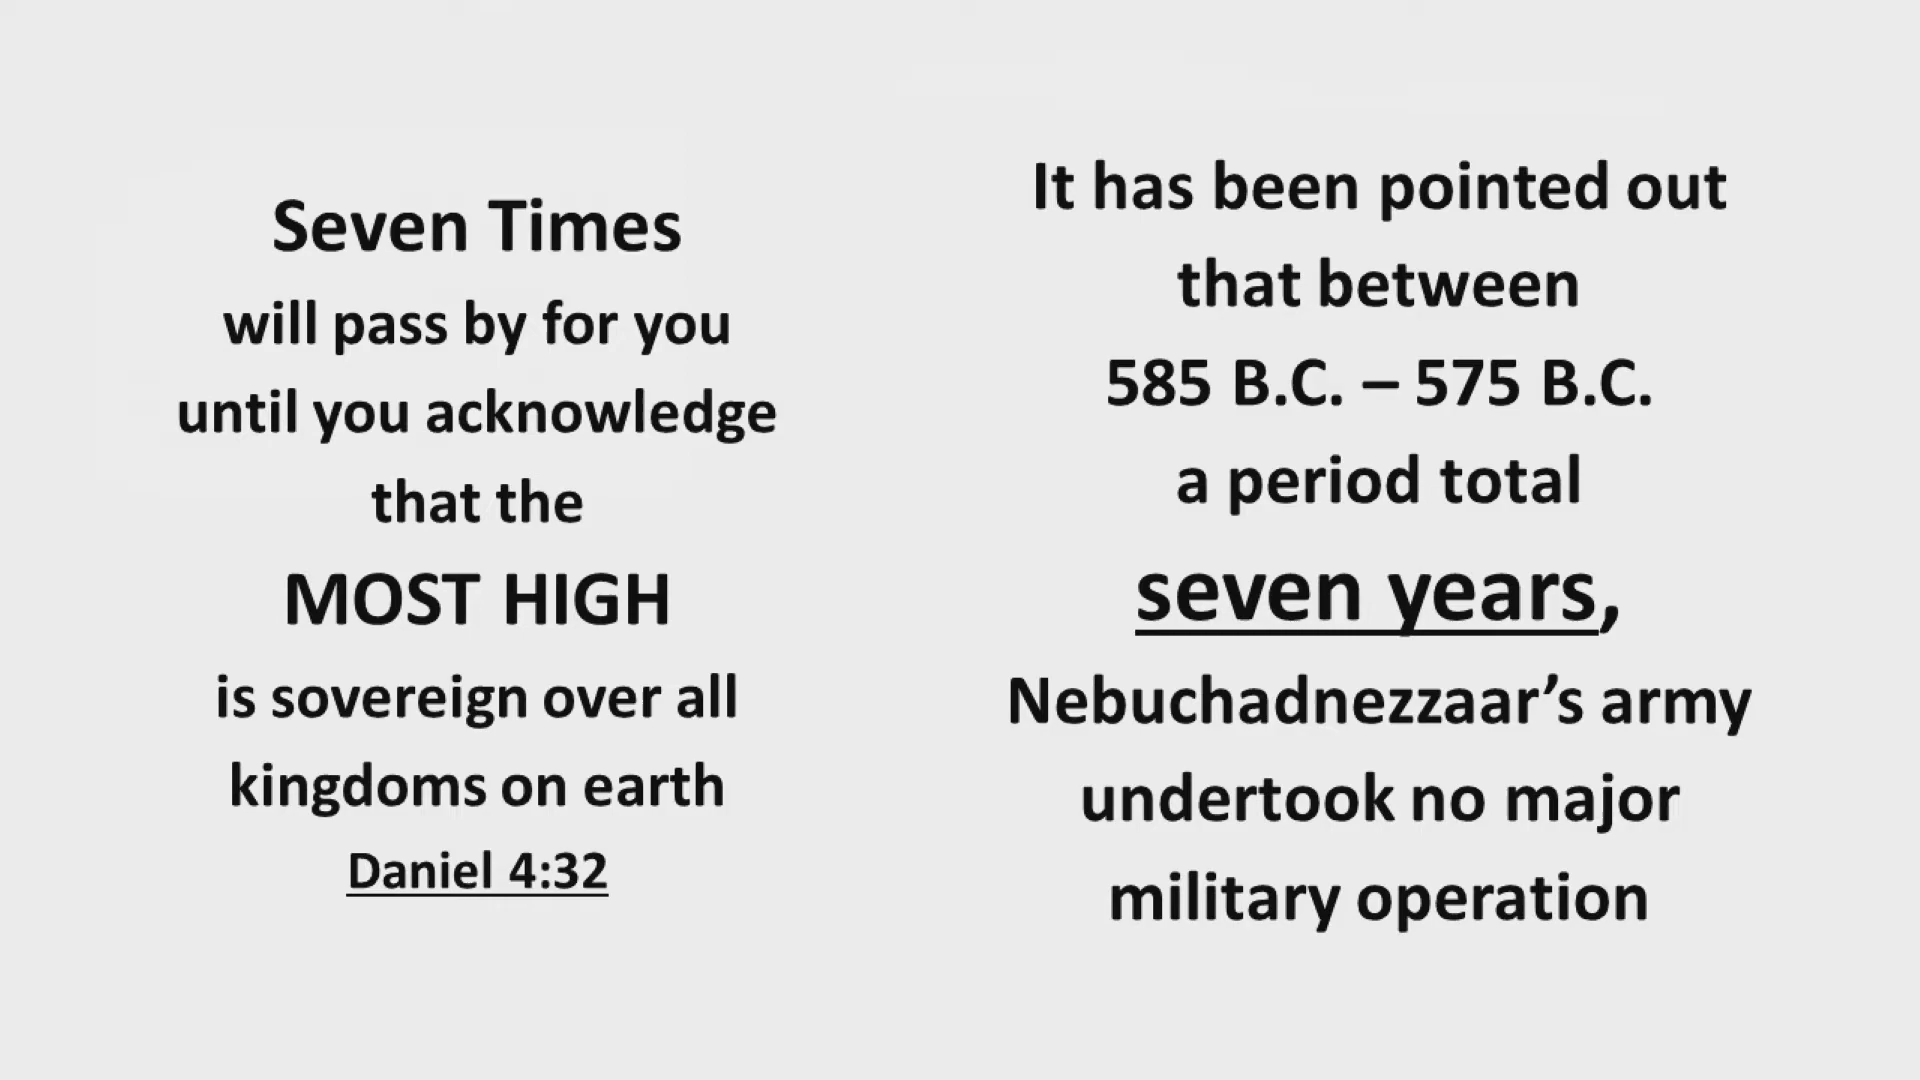 Seven Times
will pass by for you
until you acknowledge
that the
MOST HIGH
is sovereign over all
kingdoms on earth
Daniel 4:32
It has been pointed out
that between
585 B.C. – 575 B.C.
a period total
seven years,
Nebuchadnezzaar’s army
undertook no major
military operation